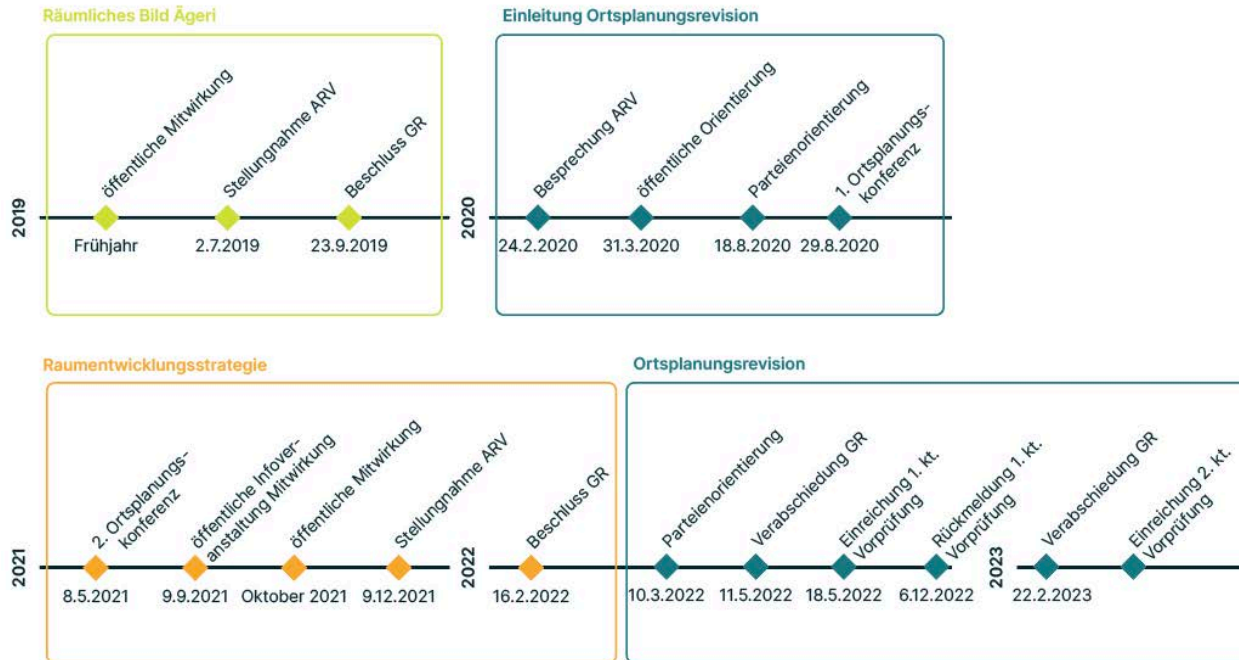 Räumliches Bild Ägeri
2019
öffentliche Mitwirkung
Frühjahr
Stellungnahme ARV
2.7.2019
Beschluss GR
23.9.2019
Einleitung Ortsplanungsrevision
2020
Besprechung ARV
24.2.2020
öffentliche Orientierung
31.3.2020
Parteienorientierung
18.8.2020
1. Ortsplanungs-
konferenz
29.8.2020
Raumentwicklungsstrategie
2021
2. Ortsplanungs-
konferenz
8.5.2021
öffentliche Infover-
anstaltung Mitwirkung
9.9.2021
öffentliche Mitwirkung
Oktober 2021
Stellungnahme ARV
9.12.2021
2022
Beschluss GR
16.2.2022
Ortsplanungsrevision
Parteienorientierung
10.3.2022
Verabschiedung GR
11.5.2022
Einreichung 1. kt.
Vorprüfung
18.5.2022
Rückmeldung 1. kt.
Vorprüfung
6.12.2022
2023
Verabschiedung GR
22.2.2023
Einreichung 2. kt.
Vorprüfung